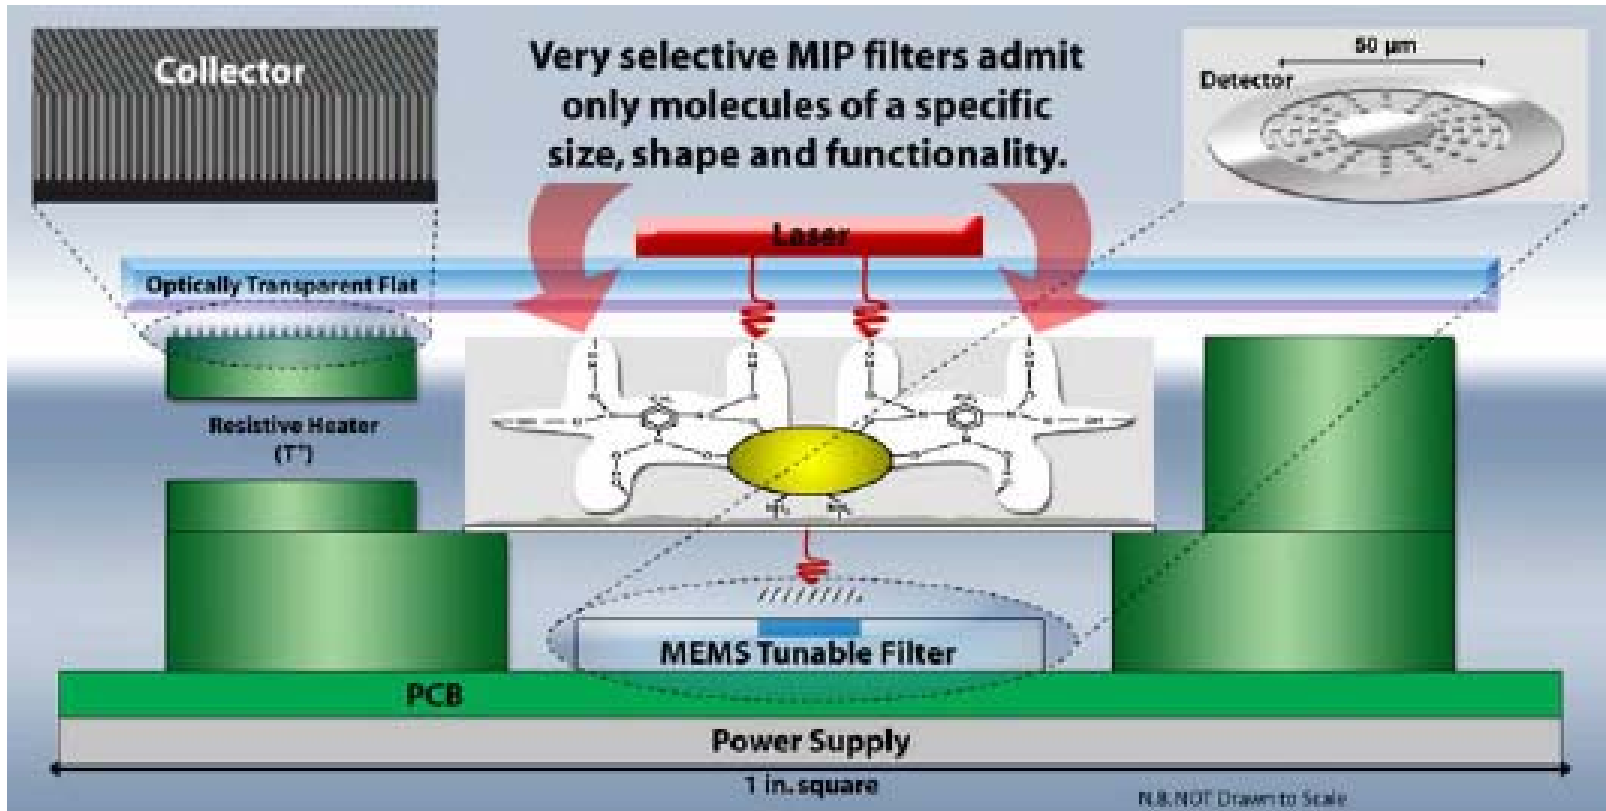 Collector
Very selective MIP filters admit
only molecules of a specific
size, shape and functionality.
50 µm
Detector
Laser
Optically Transparent Flat
Resistive Heater
(T°)
MEMS Tunable Filter
PCB
Power Supply
1 in. square
N.B. NOT Drawn to Scale